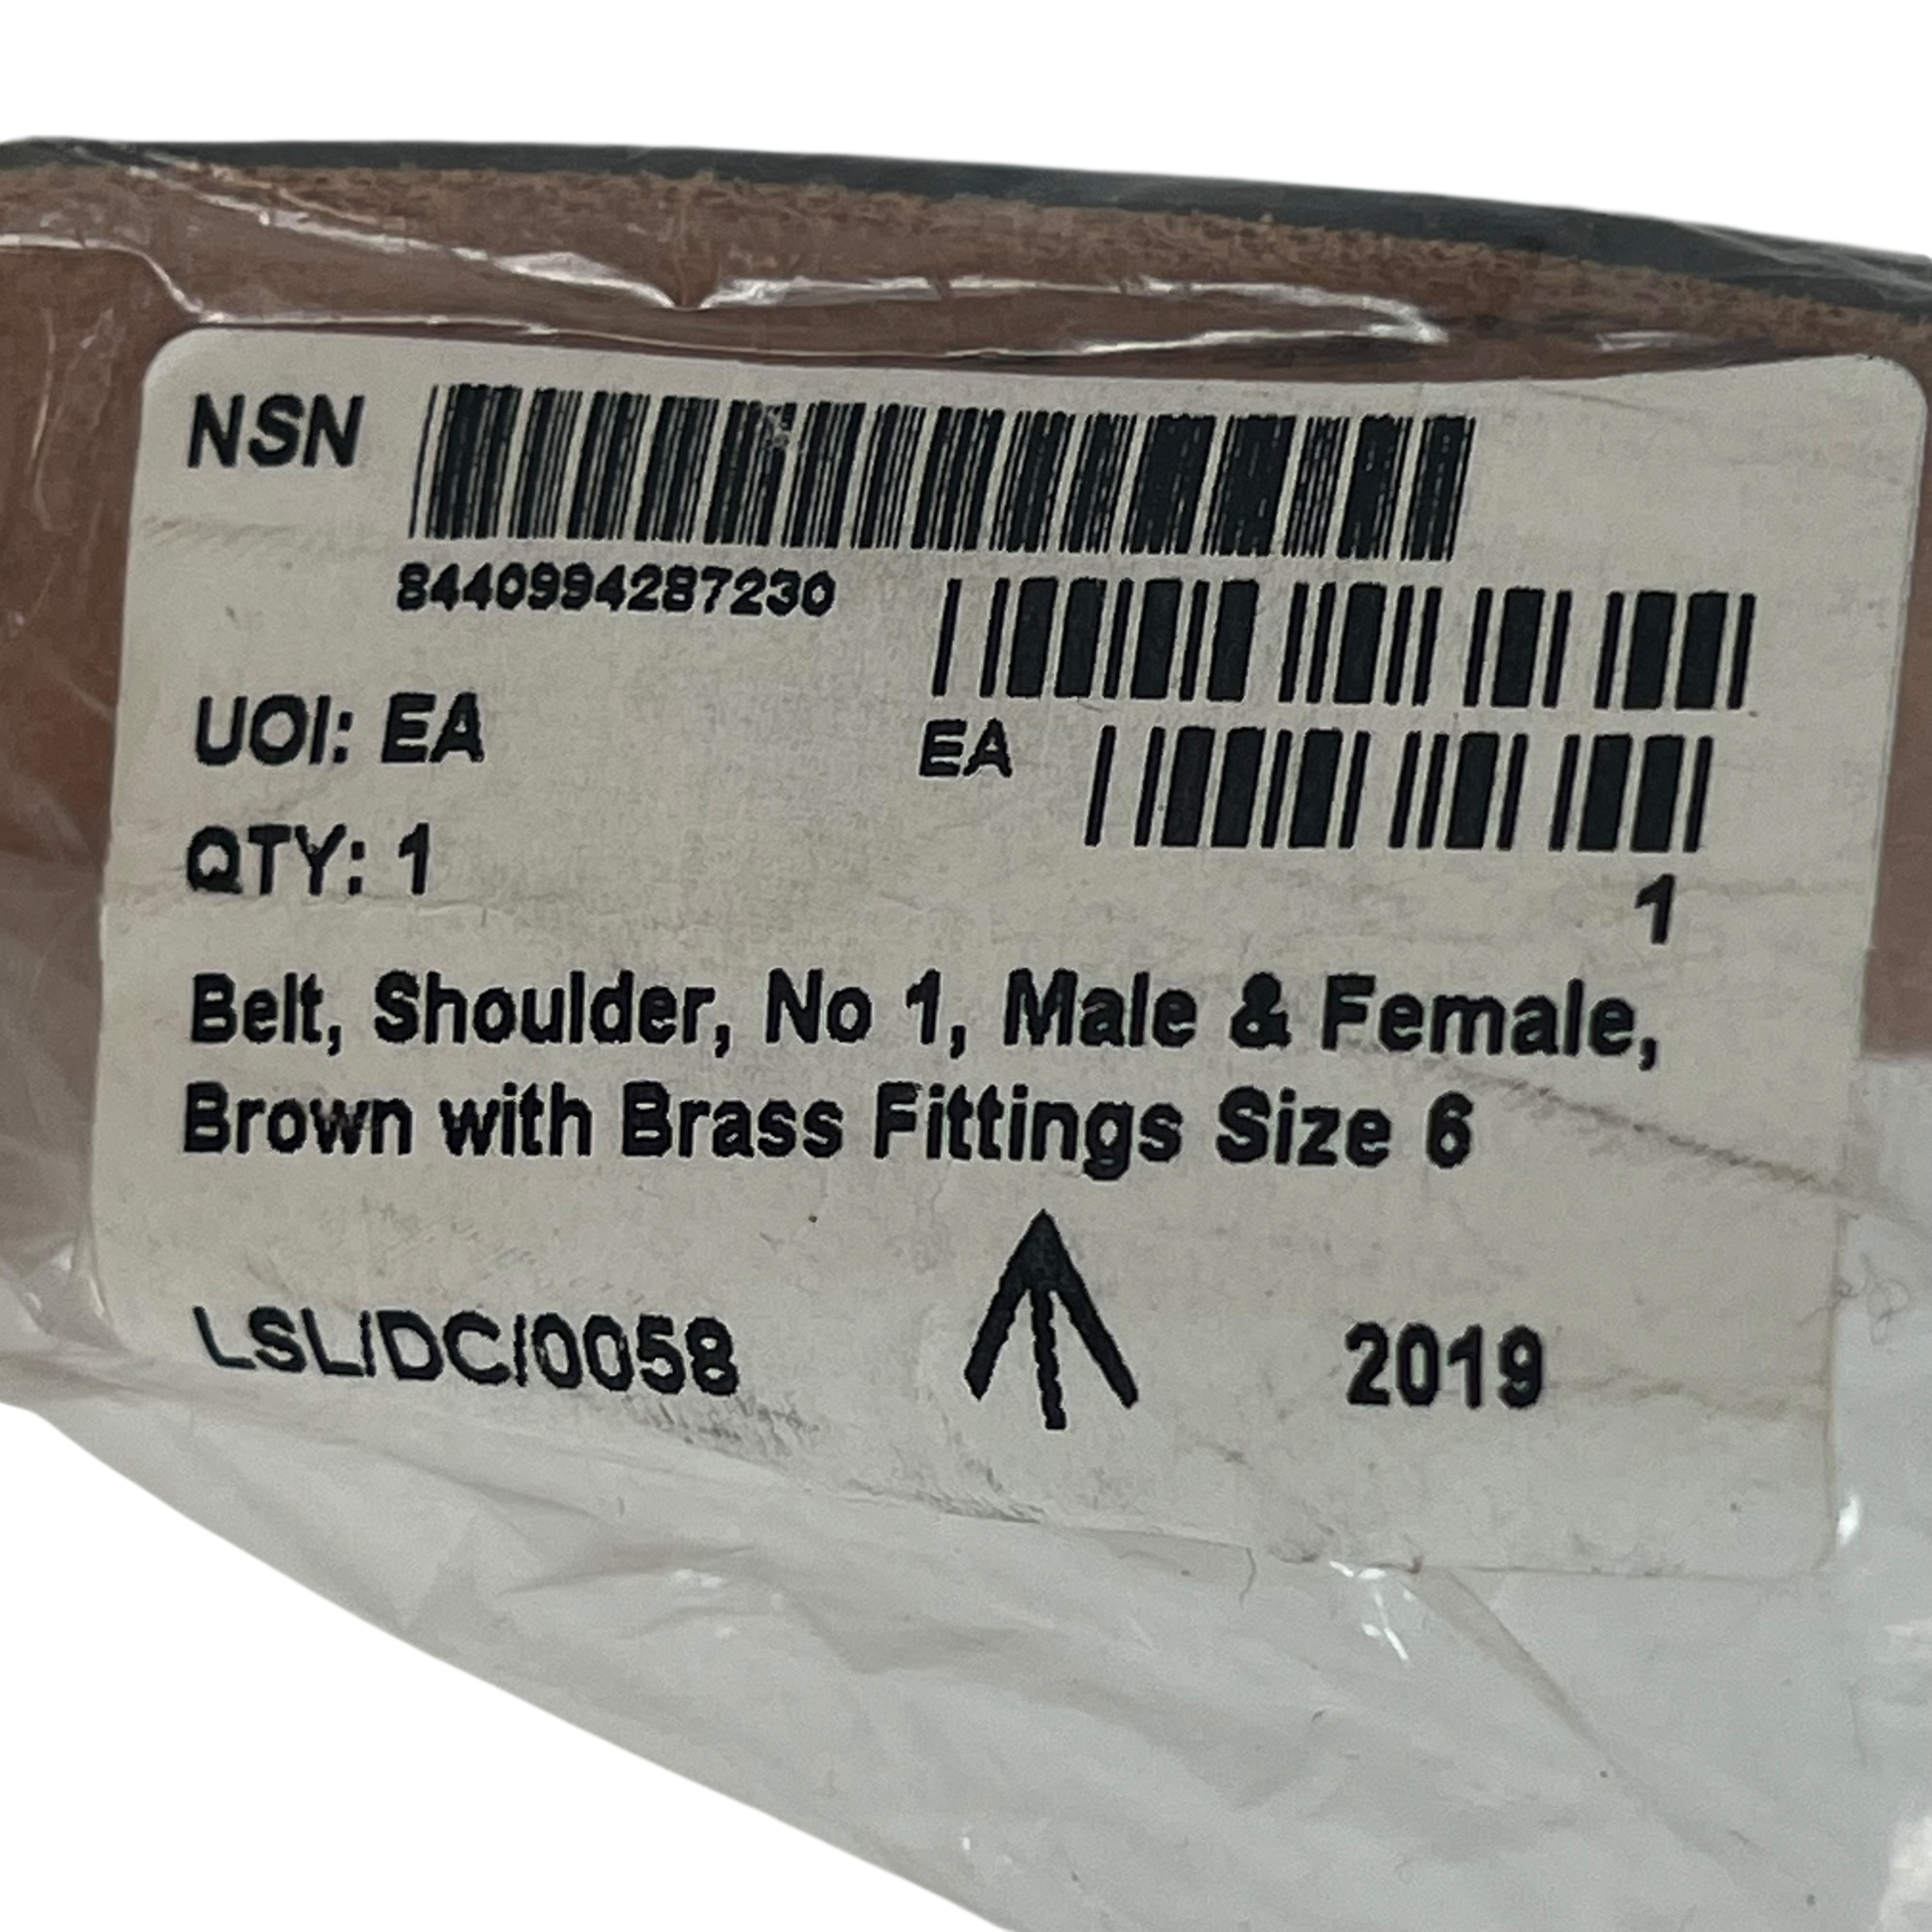 NSN
8440994287230
UOI: EA
EA
QTY: 1
1
Belt, Shoulder, No 1, Male & Female,
Brown with Brass Fittings Size 6
LSL/DC/0058
2019